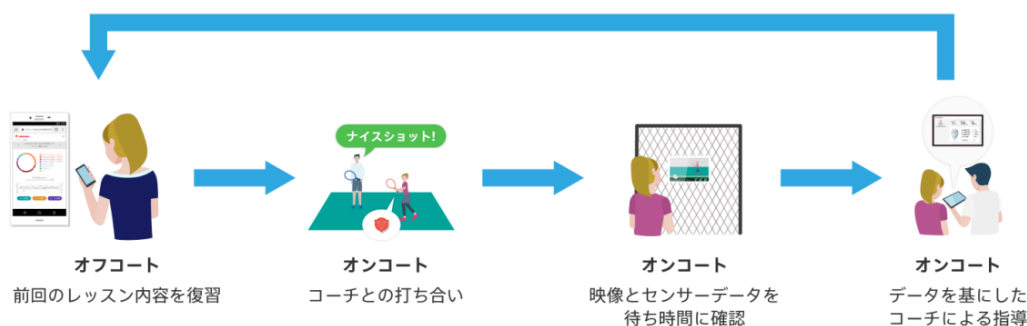 ナイスショット!
オフコート
前回のレッスン内容を復習
オンコート
コーチとの打ち合い
オンコート
映像とセンサーデータを
待ち時間に確認
オンコート
データを基にした
コーチによる指導